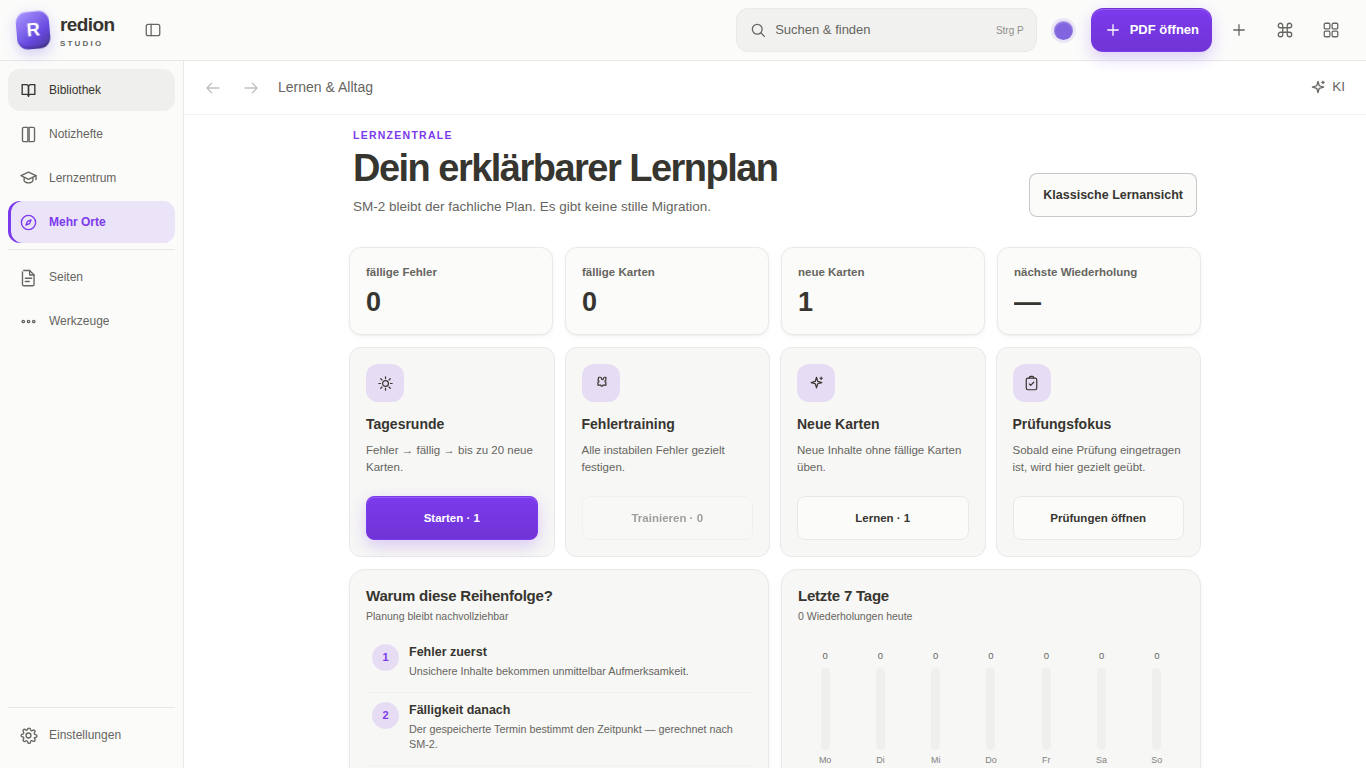 R
redion
STUDIO
Suchen & finden
Strg P
PDF öffnen
Bibliothek
Notizhefte
Lernzentrum
Mehr Orte
Seiten
Werkzeuge
Einstellungen
Lernen & Alltag
KI
LERNZENTRALE
Dein erklärbarer Lernplan
SM-2 bleibt der fachliche Plan. Es gibt keine stille Migration.
Klassische Lernansicht
fällige Fehler
0
fällige Karten
0
neue Karten
1
nächste Wiederholung
—
Tagesrunde
Fehler → fällig → bis zu 20 neue
Karten.
Starten · 1
Fehlertraining
Alle instabilen Fehler gezielt
festigen.
Trainieren · 0
Neue Karten
Neue Inhalte ohne fällige Karten
üben.
Lernen · 1
Prüfungsfokus
Sobald eine Prüfung eingetragen
ist, wird hier gezielt geübt.
Prüfungen öffnen
Warum diese Reihenfolge?
Planung bleibt nachvollziehbar
1
Fehler zuerst
Unsichere Inhalte bekommen unmittelbar Aufmerksamkeit.
2
Fälligkeit danach
Der gespeicherte Termin bestimmt den Zeitpunkt — gerechnet nach
SM-2.
Letzte 7 Tage
0 Wiederholungen heute
0 0 0 0 0 0 0
Mo Di Mi Do Fr Sa So